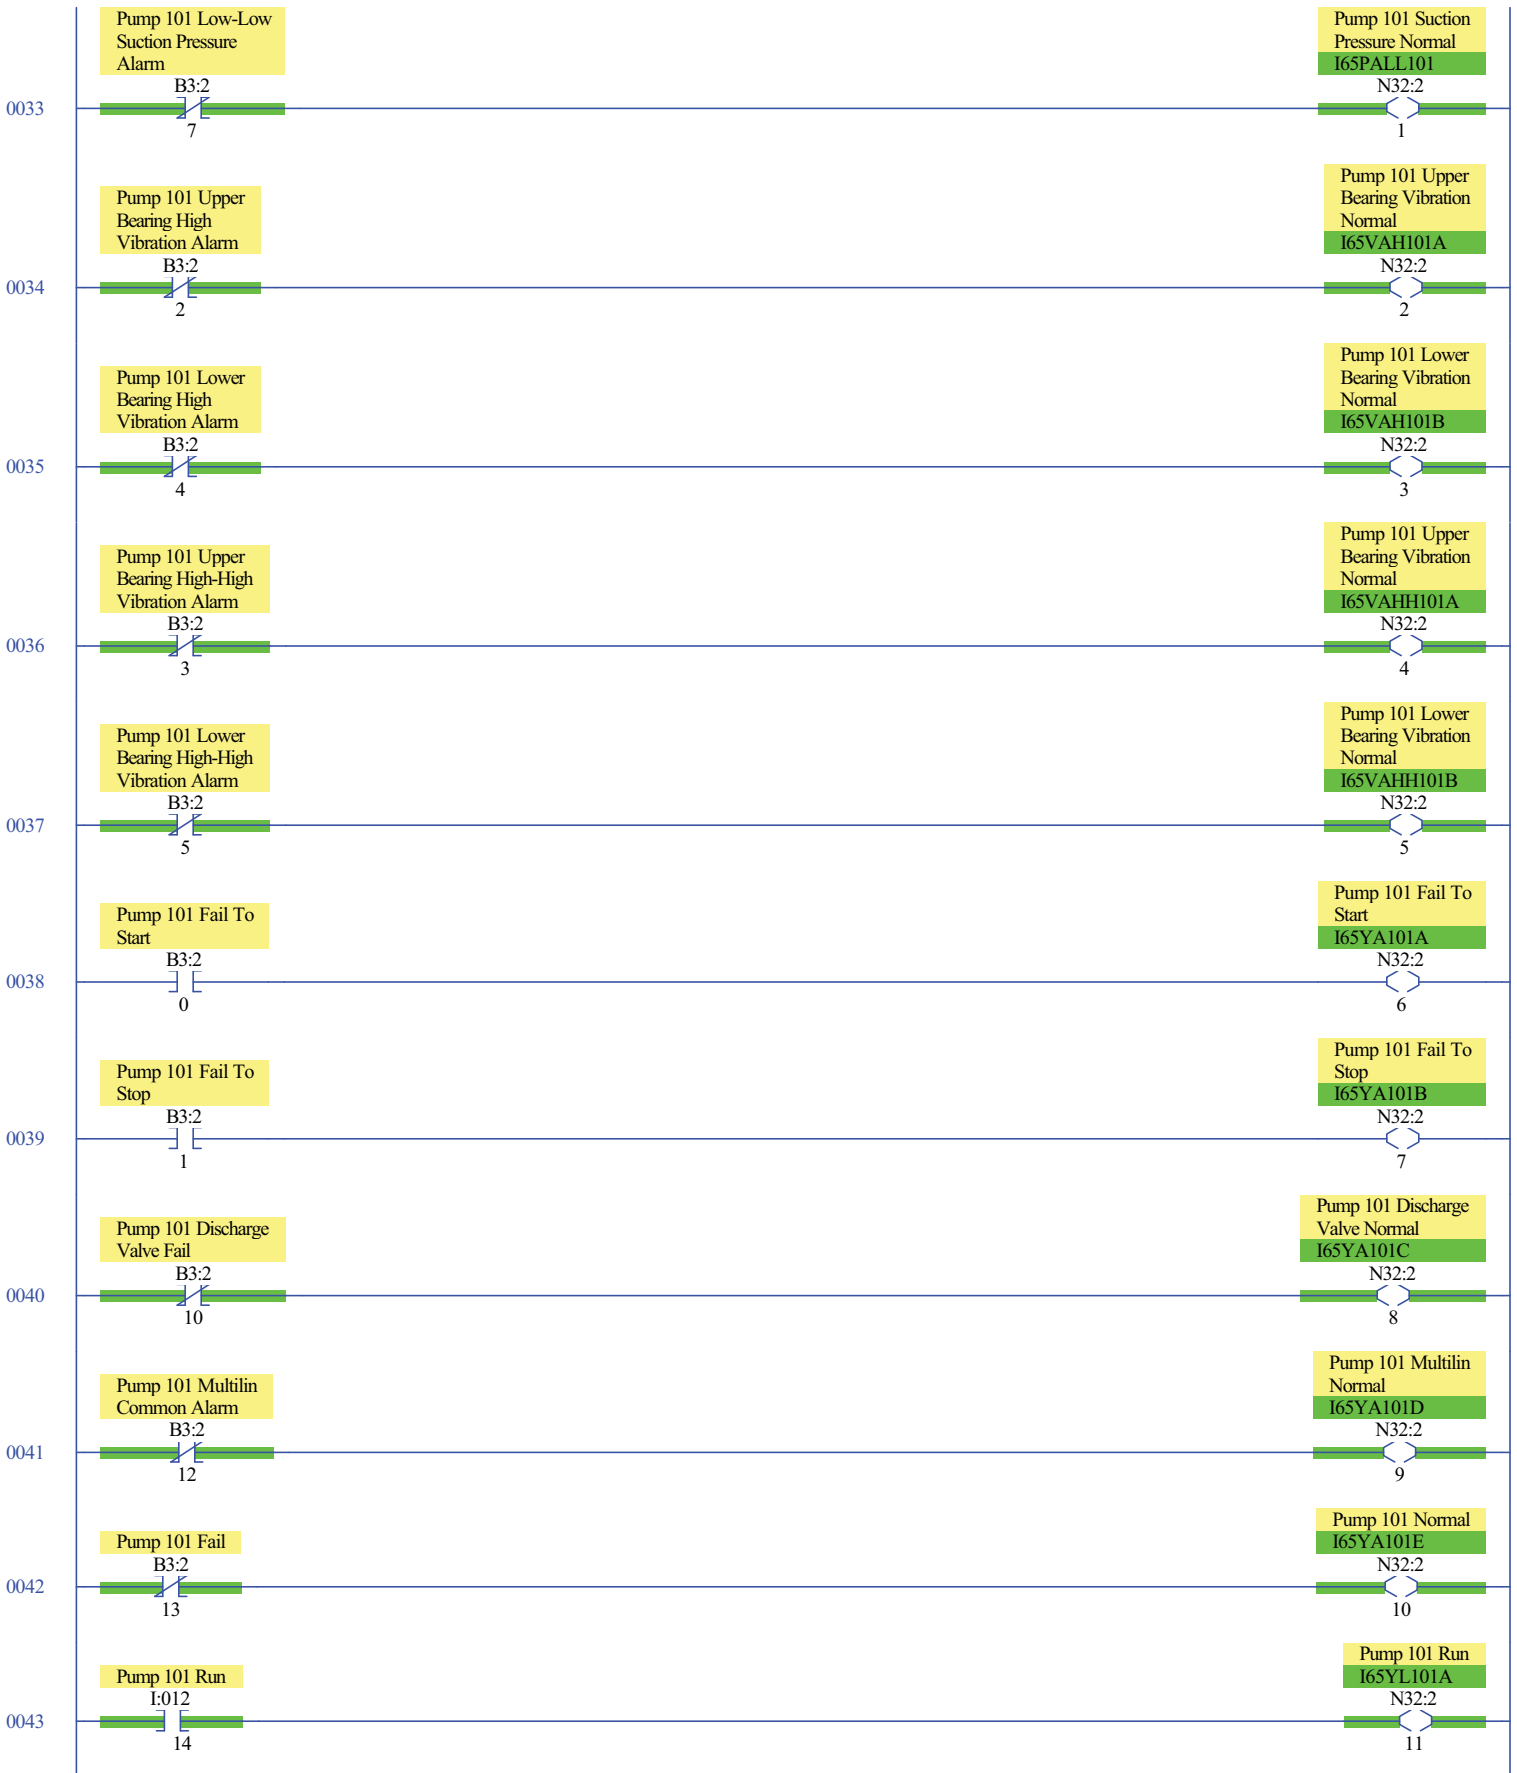 Pump 101 Low-Low
Suction Pressure
Alarm
B3:2
7
Pump 101 Suction
Pressure Normal
I65PALL101
N32:2
1
0033
Pump 101 Upper
Bearing High
Vibration Alarm
B3:2
2
Pump 101 Upper
Bearing Vibration
Normal
I65VAH101A
N32:2
2
0034
Pump 101 Lower
Bearing High
Vibration Alarm
B3:2
4
Pump 101 Lower
Bearing Vibration
Normal
I65VAH101B
N32:2
3
0035
Pump 101 Upper
Bearing High-High
Vibration Alarm
B3:2
3
Pump 101 Upper
Bearing Vibration
Normal
I65VAHH101A
N32:2
4
0036
Pump 101 Lower
Bearing High-High
Vibration Alarm
B3:2
5
Pump 101 Lower
Bearing Vibration
Normal
I65VAHH101B
N32:2
5
0037
Pump 101 Fail To
Start
B3:2
0
Pump 101 Fail To
Start
I65YA101A
N32:2
6
0038
Pump 101 Fail To
Stop
B3:2
1
Pump 101 Fail To
Stop
I65YA101B
N32:2
7
0039
Pump 101 Discharge
Valve Fail
B3:2
10
Pump 101 Discharge
Valve Normal
I65YA101C
N32:2
8
0040
Pump 101 Multilin
Common Alarm
B3:2
12
Pump 101 Multilin
Normal
I65YA101D
N32:2
9
0041
Pump 101 Fail
B3:2
13
Pump 101 Normal
I65YA101E
N32:2
10
0042
Pump 101 Run
I:012
14
Pump 101 Run
I65YL101A
N32:2
11
0043